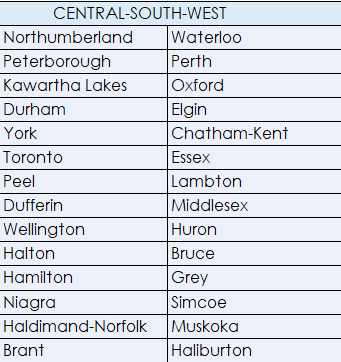 CENTRAL-SOUTH-WEST
Northumberland Waterloo
Peterborough Perth
Kawartha Lakes Oxford
Durham Elgin
York Chatham-Kent
Toronto Essex
Peel Lambton
Dufferin Middlesex
Wellington Huron
Halton Bruce
Hamilton Grey
Niagra Simcoe
Haldimand-Norfolk Muskoka
Brant Haliburton